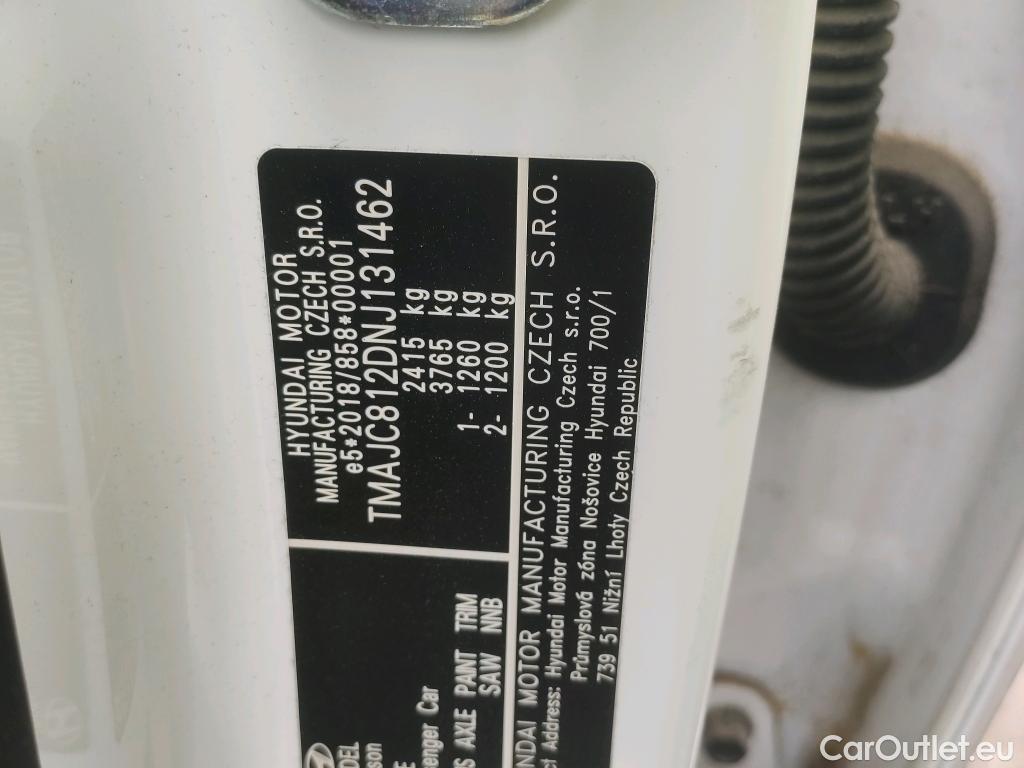 HYUNDAI MOTOR
MANUFACTURING CZECH S.R.O.
e5*2018/858*00001
TMAJC812DNJ131462
2415 kg
3765 kg
1- 1260 kg
2- 1200 kg
PAINT TRIM
SAW NNB
AXLE
Car
MOTOR MANUFACTURING CZECH S.R.O.
Address: Hyundai Motor Manufacturing Czech s.r.o.
Průmyslová zóna Nošovice Hyundai 700/1
739 51 Nižní Lhoty Czech Republic
CarOutlet.eu